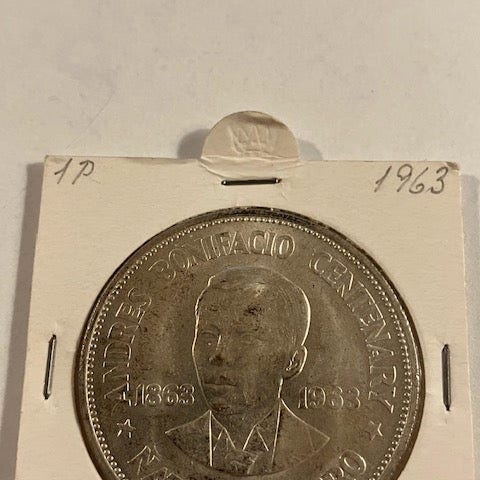 1P
1963
ANDRES BONIFACIO CENTENARY
1863 1963